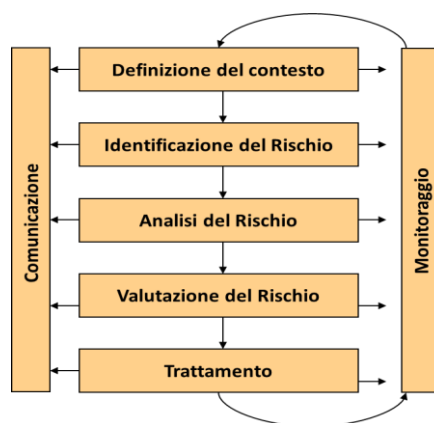 Definizione del contesto
Identificazione del Rischio
Analisi del Rischio
Valutazione del Rischio
Trattamento
Comunicazione
Monitoraggio